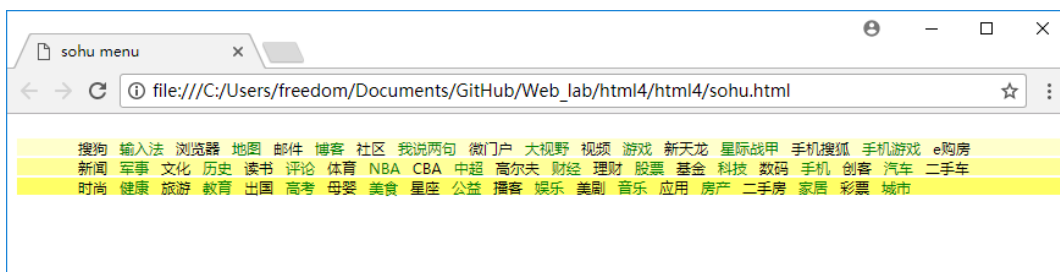 sohu menu
file:///C:/Users/freedom/Documents/GitHub/Web_lab/html4/html4/sohu.html
搜狗 输入法 浏览器 地图 邮件 博客 社区 我说两句 微门户 大视野 视频 游戏 新天龙 星际战甲 手机搜狐 手机游戏 e购房
新闻 军事 文化 历史 读书 评论 体育 NBA CBA 中超 高尔夫 财经 理财 股票 基金 科技 数码 手机 创客 汽车 二手车
时尚 健康 旅游 教育 出国 高考 母婴 美食 星座 公益 播客 娱乐 美剧 音乐 应用 房产 二手房 家居 彩票 城市